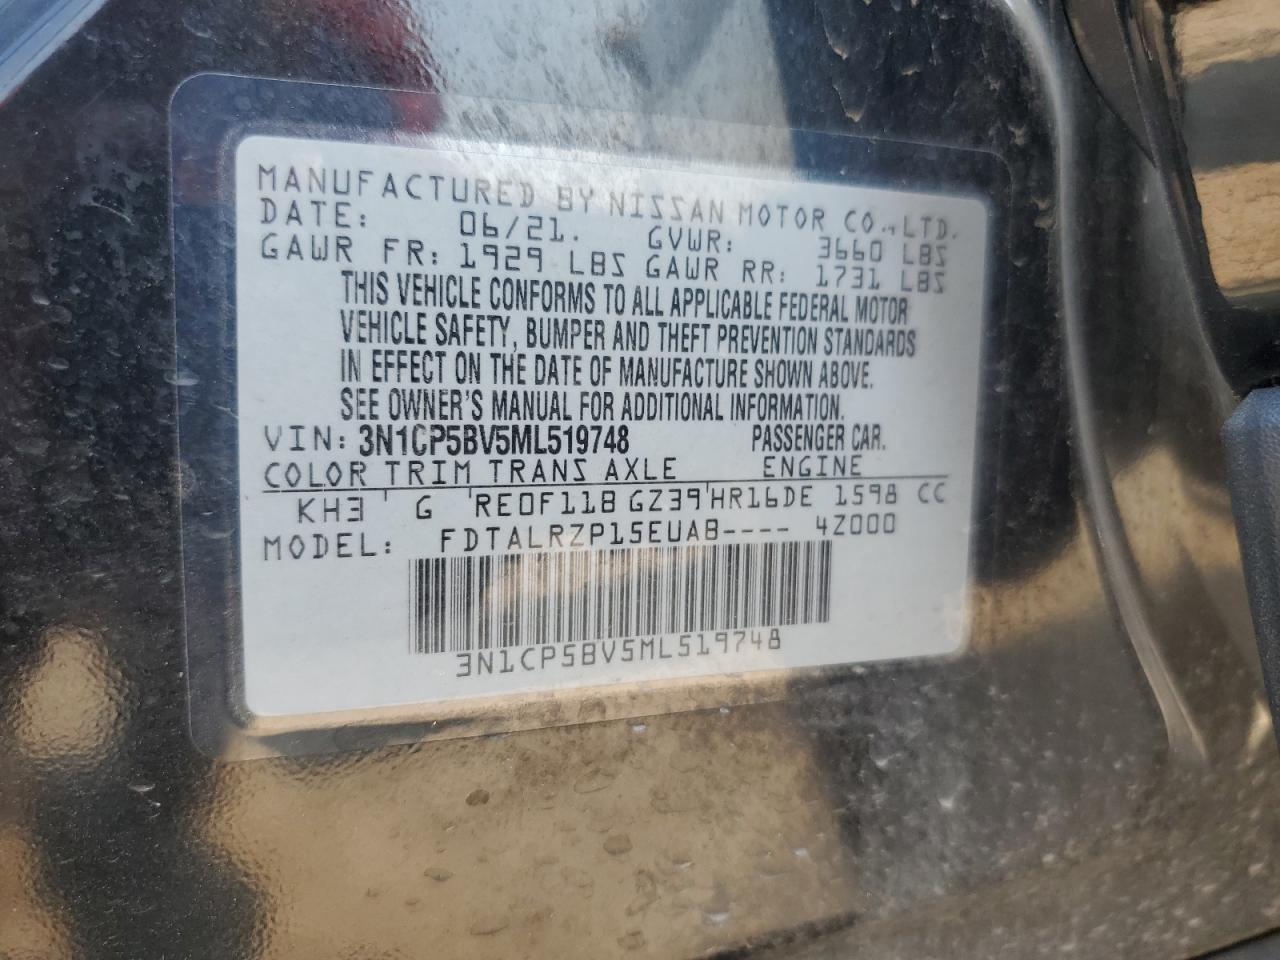 MANUFACTURED BY NISSAN MOTOR CO., LTD.
DATE: 06/21. GVWR: 3660 LBS
GAWR FR: 1929 LBS GAWR RR: 1731 LBS
THIS VEHICLE CONFORMS TO ALL APPLICABLE FEDERAL MOTOR
VEHICLE SAFETY, BUMPER AND THEFT PREVENTION STANDARDS
IN EFFECT ON THE DATE OF MANUFACTURE SHOWN ABOVE.
SEE OWNER'S MANUAL FOR ADDITIONAL INFORMATION.
VIN: 3N1CP5BV5ML519748 PASSENGER CAR.
COLOR TRIM TRANS AXLE ENGINE
KH3 G RE0F11B GZ39 HR16DE 1598 CC
MODEL: FDTALRZP15EUAB---- 4Z000
3N1CP5BV5ML519748